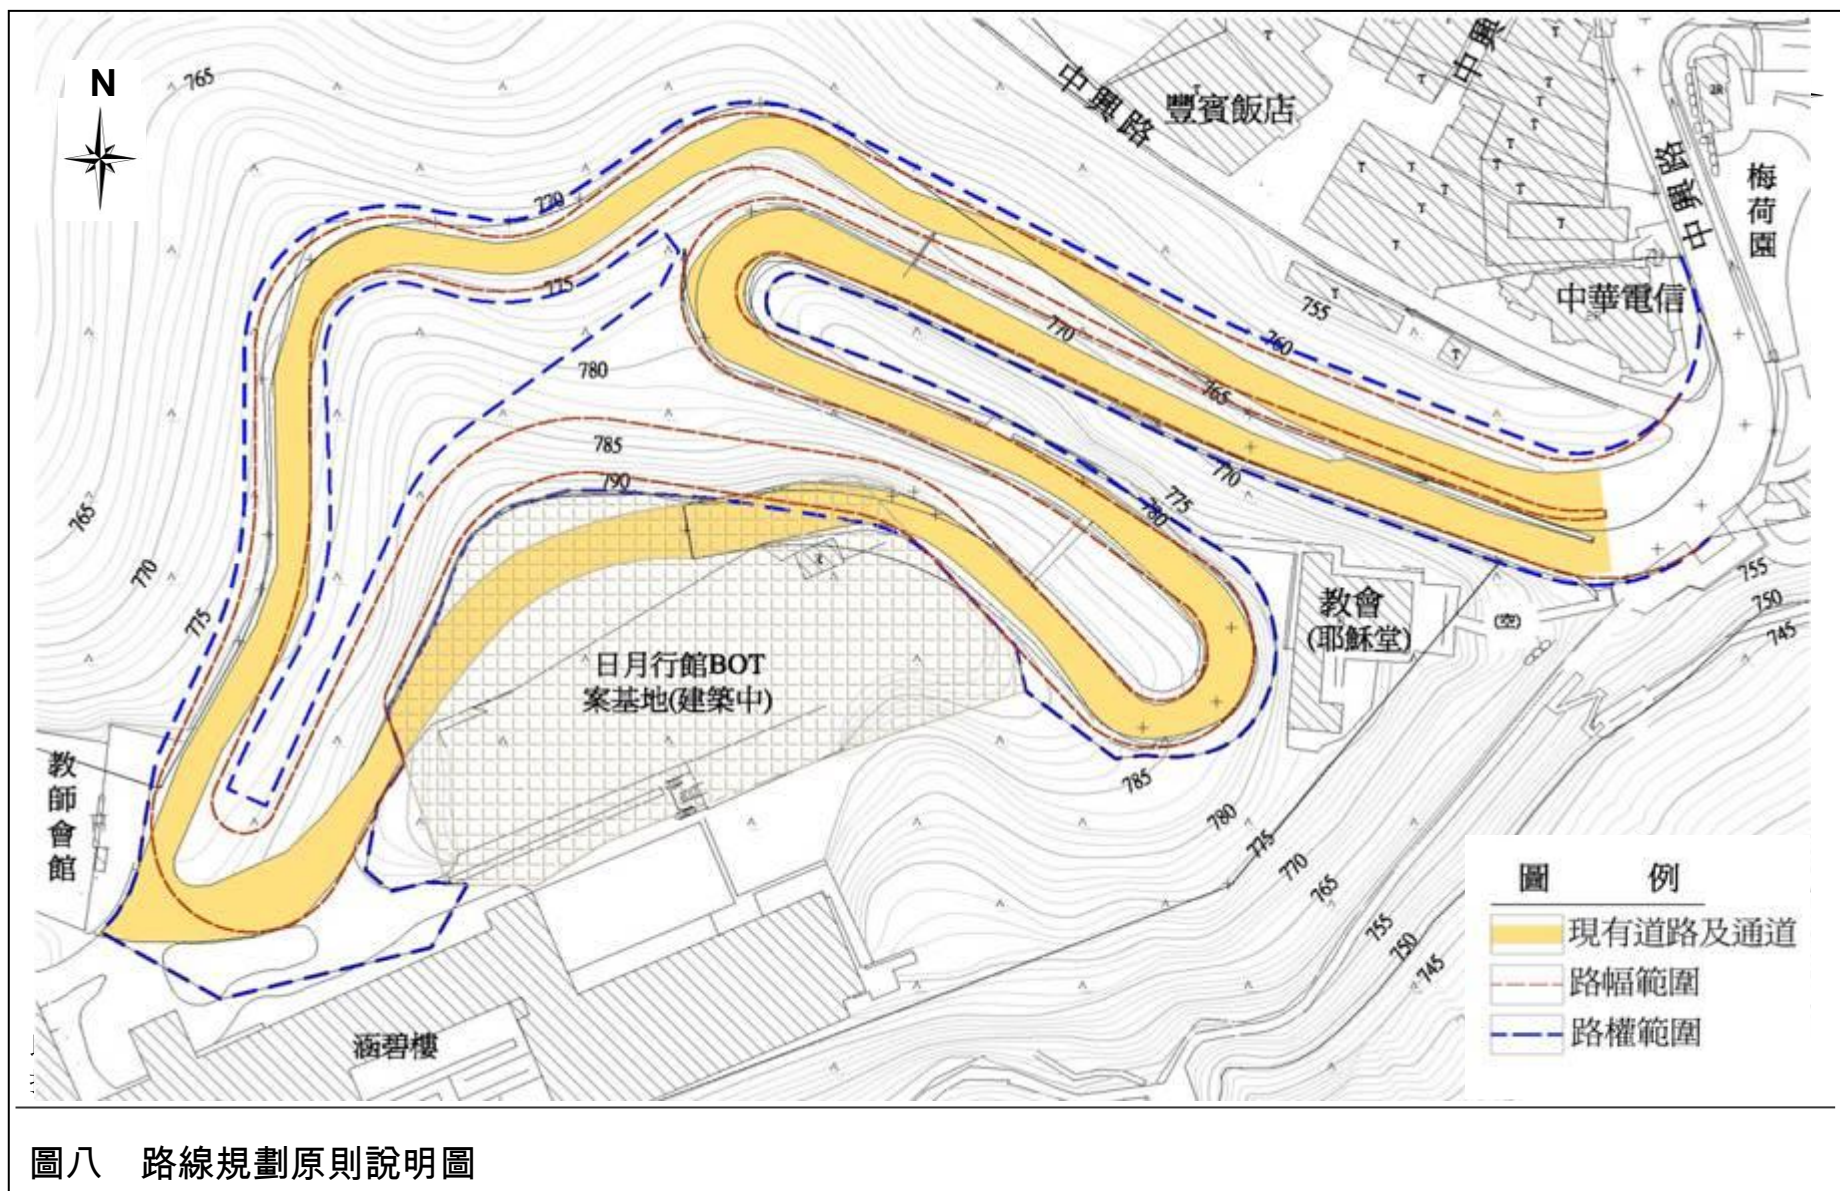 N
765
中興路
豐賓飯店
中興
中興路
梅荷園
2R
中華電信
770
775
755
760
770
765
780
785
790
770
775
780
765
770
775
教會
(耶穌堂)
(空)
755
750
745
日月行館BOT
案基地(建築中)
785
780
775
770
765
755
750
745
教師會館
涵碧樓
圖 例
現有道路及通道
路幅範圍
路權範圍
圖八 路線規劃原則說明圖